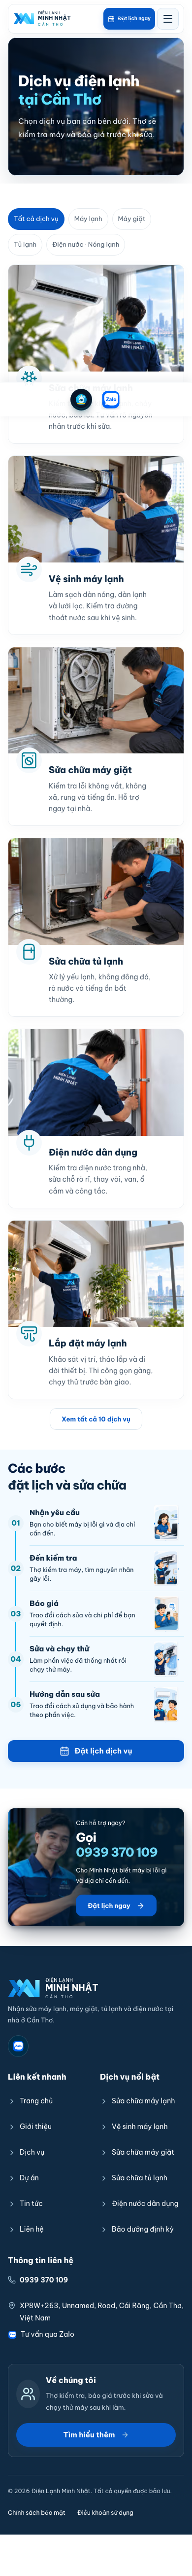 ĐIỆN LẠNH
MINH NHẬT
CẦN THƠ
Đặt lịch ngay
Dịch vụ điện lạnh
tại Cần Thơ
Chọn dịch vụ bạn cần bên dưới. Thợ sẽ
kiểm tra và báo giá trước khi sửa.
Tất cả dịch vụ
Máy lạnh
Máy giặt
Tủ lạnh
Điện nước · Nóng lạnh
Zalo
nhân trước khi sửa.
Vệ sinh máy lạnh
Làm sạch dàn nóng, dàn lạnh
và lưới lọc. Kiểm tra đường
thoát nước sau khi vệ sinh.
Sửa chữa máy giặt
Kiểm tra lỗi không vắt, không
xả, rung và tiếng ồn. Hỗ trợ
ngay tại nhà.
Sửa chữa tủ lạnh
Xử lý yếu lạnh, không đông đá,
rò nước và tiếng ồn bất
thường.
ĐIỆN LẠNH
MINH NHẬT
Điện nước dân dụng
Kiểm tra điện nước trong nhà,
sửa chỗ rò rỉ, thay vòi, van, ổ
cắm và công tắc.
Lắp đặt máy lạnh
Khảo sát vị trí, tháo lắp và di
dời thiết bị. Thi công gọn gàng,
chạy thử trước bàn giao.
Xem tất cả 10 dịch vụ
Các bước
đặt lịch và sửa chữa
01
Nhận yêu cầu
Bạn cho biết máy bị lỗi gì và địa chỉ
cần đến.
02
Đến kiểm tra
Thợ kiểm tra máy, tìm nguyên nhân
gây lỗi.
03
Báo giá
Trao đổi cách sửa và chi phí để bạn
quyết định.
04
Sửa và chạy thử
Làm phần việc đã thống nhất rồi
chạy thử máy.
05
Hướng dẫn sau sửa
Trao đổi cách sử dụng và bảo hành
theo phần việc.
Đặt lịch dịch vụ
Cần hỗ trợ ngay?
Gọi
0939 370 109
Cho Minh Nhật biết máy bị lỗi gì
và địa chỉ cần đến.
Đặt lịch ngay
ĐIỆN LẠNH
MINH NHẬT
CẦN THƠ
Nhận sửa máy lạnh, máy giặt, tủ lạnh và điện nước tại
nhà ở Cần Thơ.
Zalo
Liên kết nhanh
Trang chủ
Giới thiệu
Dịch vụ
Dự án
Tin tức
Liên hệ
Dịch vụ nổi bật
Sửa chữa máy lạnh
Vệ sinh máy lạnh
Sửa chữa máy giặt
Sửa chữa tủ lạnh
Điện nước dân dụng
Bảo dưỡng định kỳ
Thông tin liên hệ
0939 370 109
XP8W+263, Unnamed, Road, Cái Răng, Cần Thơ,
Việt Nam
Tư vấn qua Zalo
Về chúng tôi
Thợ kiểm tra, báo giá trước khi sửa và
chạy thử máy sau khi làm.
Tìm hiểu thêm
© 2026 Điện Lạnh Minh Nhật. Tất cả quyền được bảo lưu.
Chính sách bảo mật
Điều khoản sử dụng